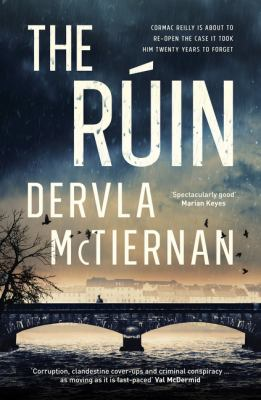 CORMAC REILLY IS ABOUT TO
RE-OPEN THE CASE IT TOOK
HIM TWENTY YEARS TO FORGET
THE
RÚIN
DERVLA
'Spectacularly good'
Marian Keyes
McTIERNAN
'Corruption, clandestine cover-ups and criminal conspiracy ...
as moving as it is fast-paced' Val McDermid